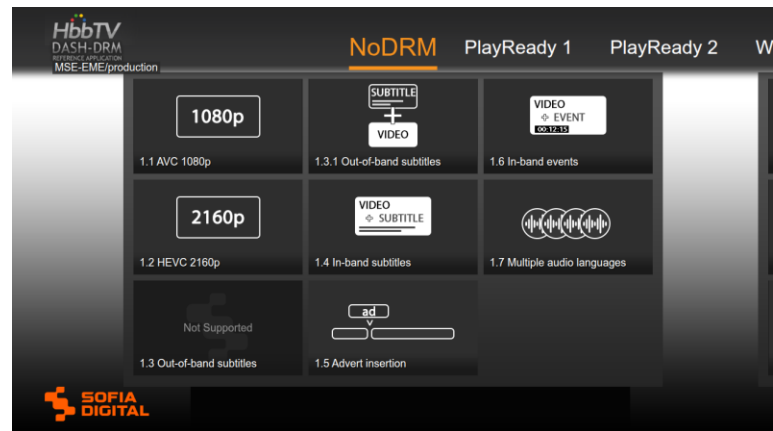 HbbTV
DASH-DRM
REFERENCE APPLICATION
MSE-EME/production
NoDRM
PlayReady 1
PlayReady 2
W
1080p
1.1 AVC 1080p
SUBTITLE
+
VIDEO
1.3.1 Out-of-band subtitles
VIDEO
EVENT
00:12:15
1.6 In-band events
2160p
1.2 HEVC 2160p
VIDEO
SUBTITLE
1.4 In-band subtitles
1.7 Multiple audio languages
Not Supported
1.3 Out-of-band subtitles
ad
1.5 Advert insertion
SOFIA
DIGITAL